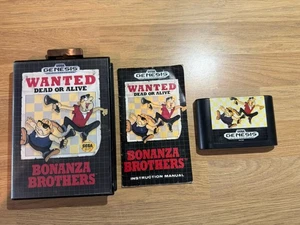 GENESIS
WANTED
DEAD OR ALIVE
SEGA
BONANZA
BROTHERS
GENESIS
WANTED
DEAD OR ALIVE
BONANZA
BROTHERS
INSTRUCTION MANUAL
GENESIS